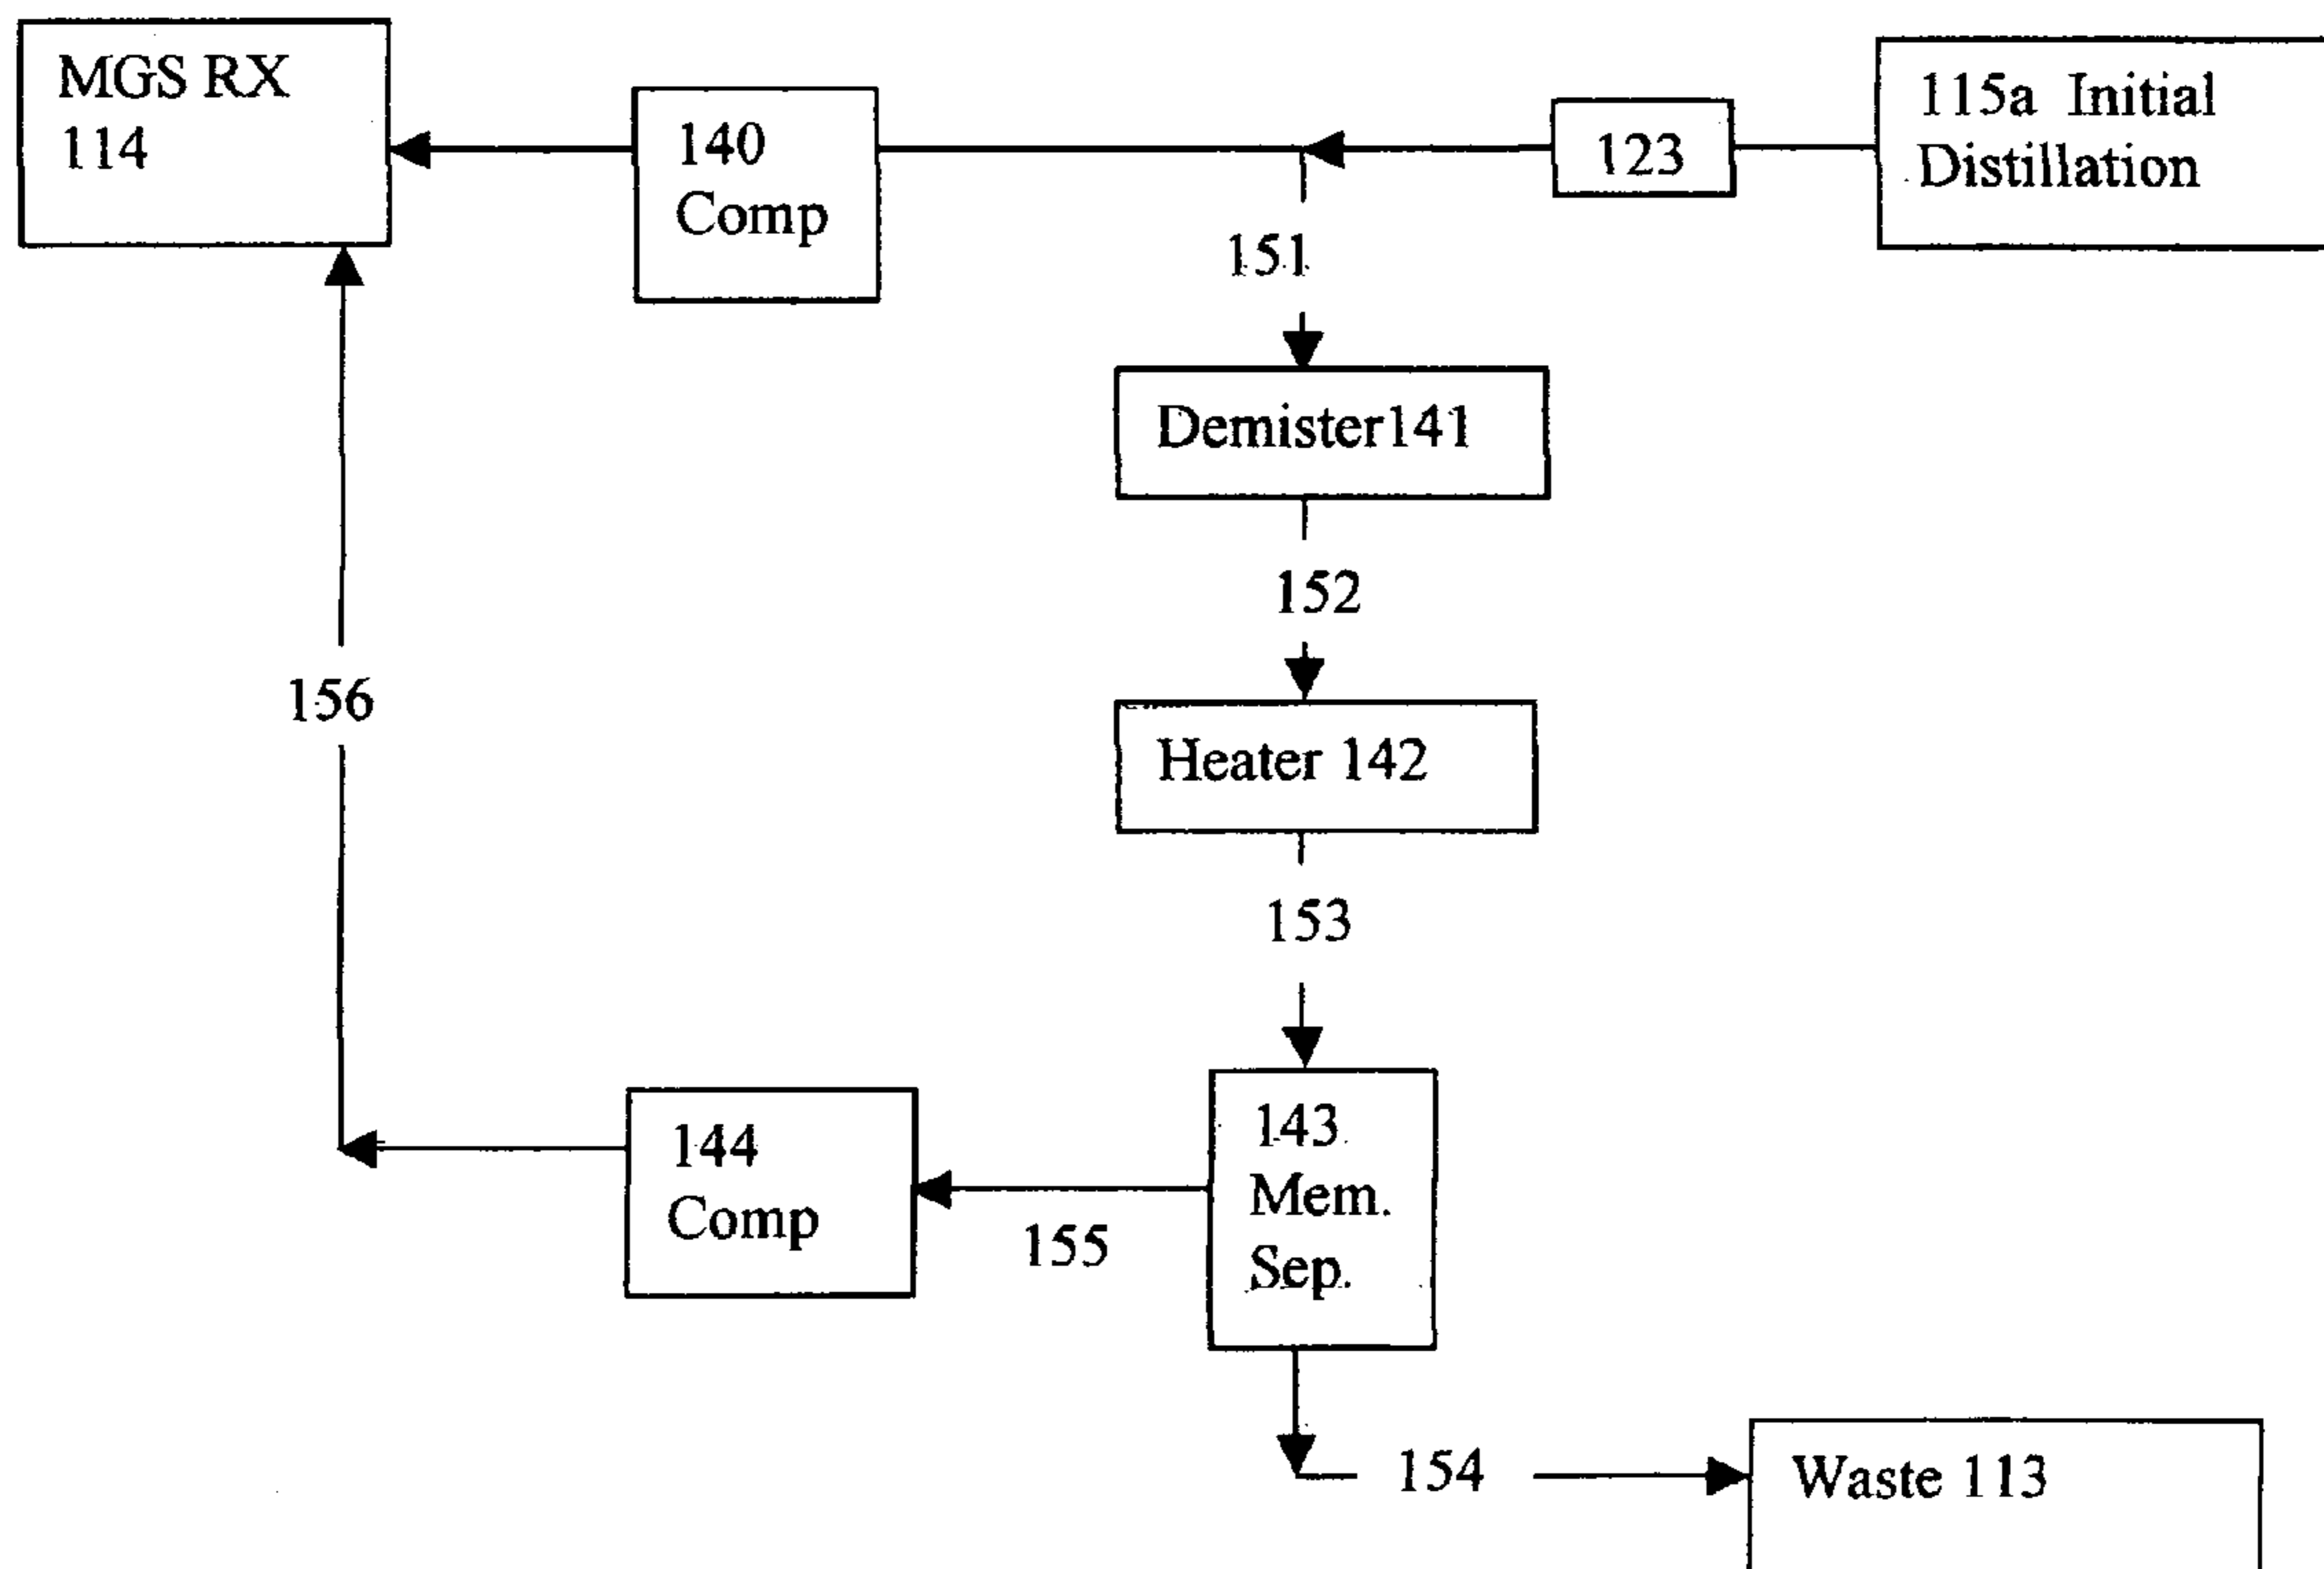 MGS RX
114
140
Comp
123
115a Initial
Distillation
151
Demister141
152
Heater 142
156
153
144
Comp
155
143
Mem.
Sep.
154
Waste 113